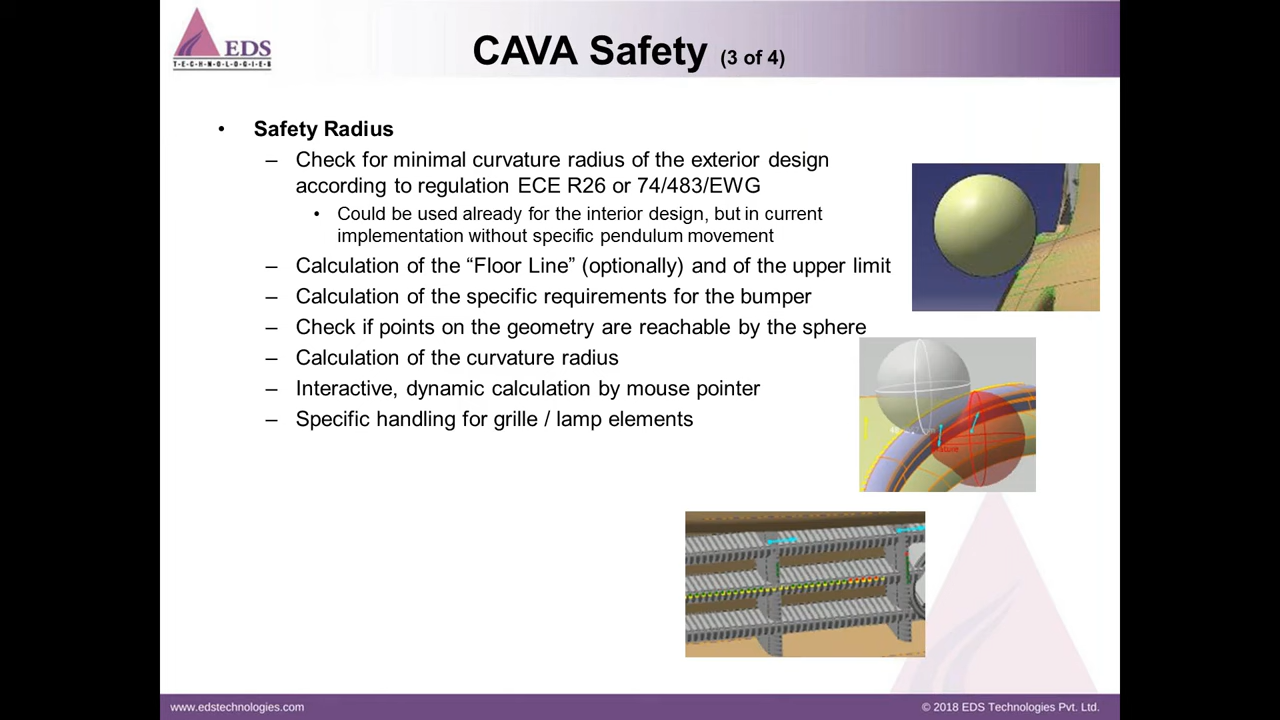 EDS
T-E-C-H-N-O-L-O-G-I-E-S
CAVA Safety (3 of 4)
• Safety Radius
– Check for minimal curvature radius of the exterior design
according to regulation ECE R26 or 74/483/EWG
• Could be used already for the interior design, but in current
implementation without specific pendulum movement
– Calculation of the “Floor Line” (optionally) and of the upper limit
– Calculation of the specific requirements for the bumper
– Check if points on the geometry are reachable by the sphere
– Calculation of the curvature radius
– Interactive, dynamic calculation by mouse pointer
– Specific handling for grille / lamp elements
www.edstechnologies.com
© 2018 EDS Technologies Pvt. Ltd.